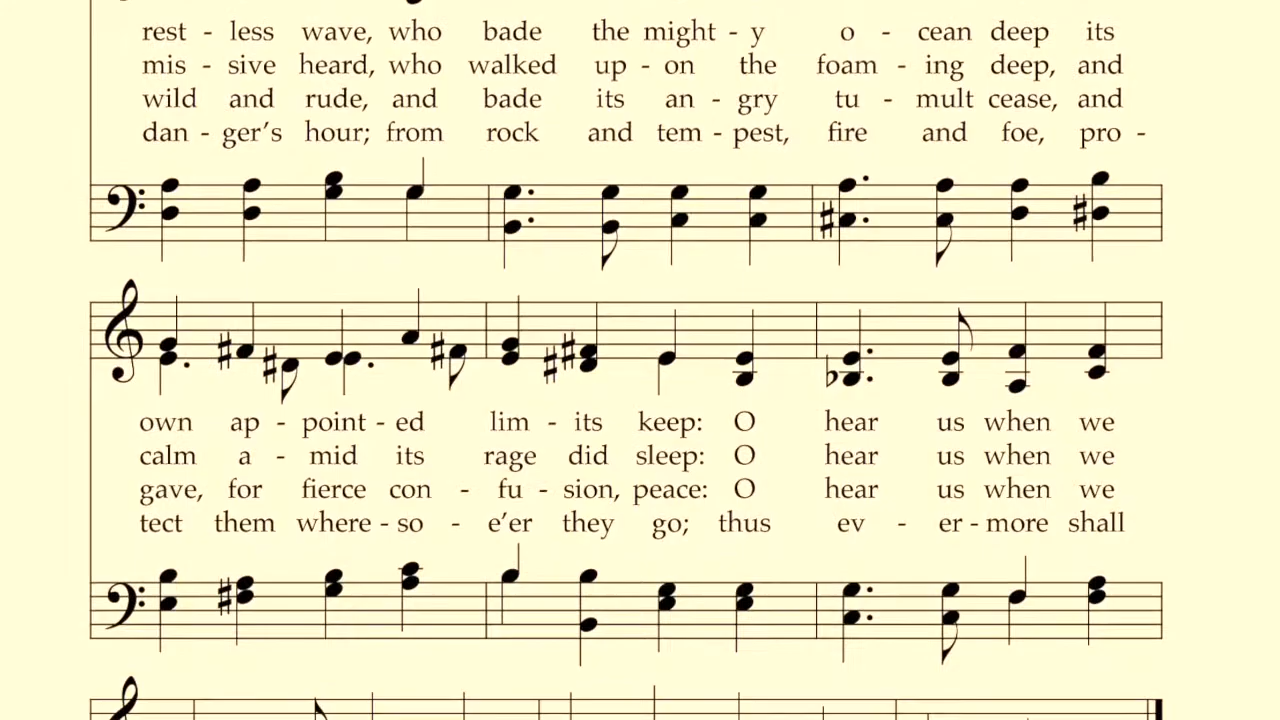 rest - less wave, who bade the might - y o - cean deep its
mis - sive heard, who walked up - on the foam - ing deep, and
wild and rude, and bade its an - gry tu - mult cease, and
dan - ger’s hour; from rock and tem - pest, fire and foe, pro -
own ap - point - ed lim - its keep: O hear us when we
calm a - mid its rage did sleep: O hear us when we
gave, for fierce con - fu - sion, peace: O hear us when we
tect them where - so - e’er they go; thus ev - er - more shall